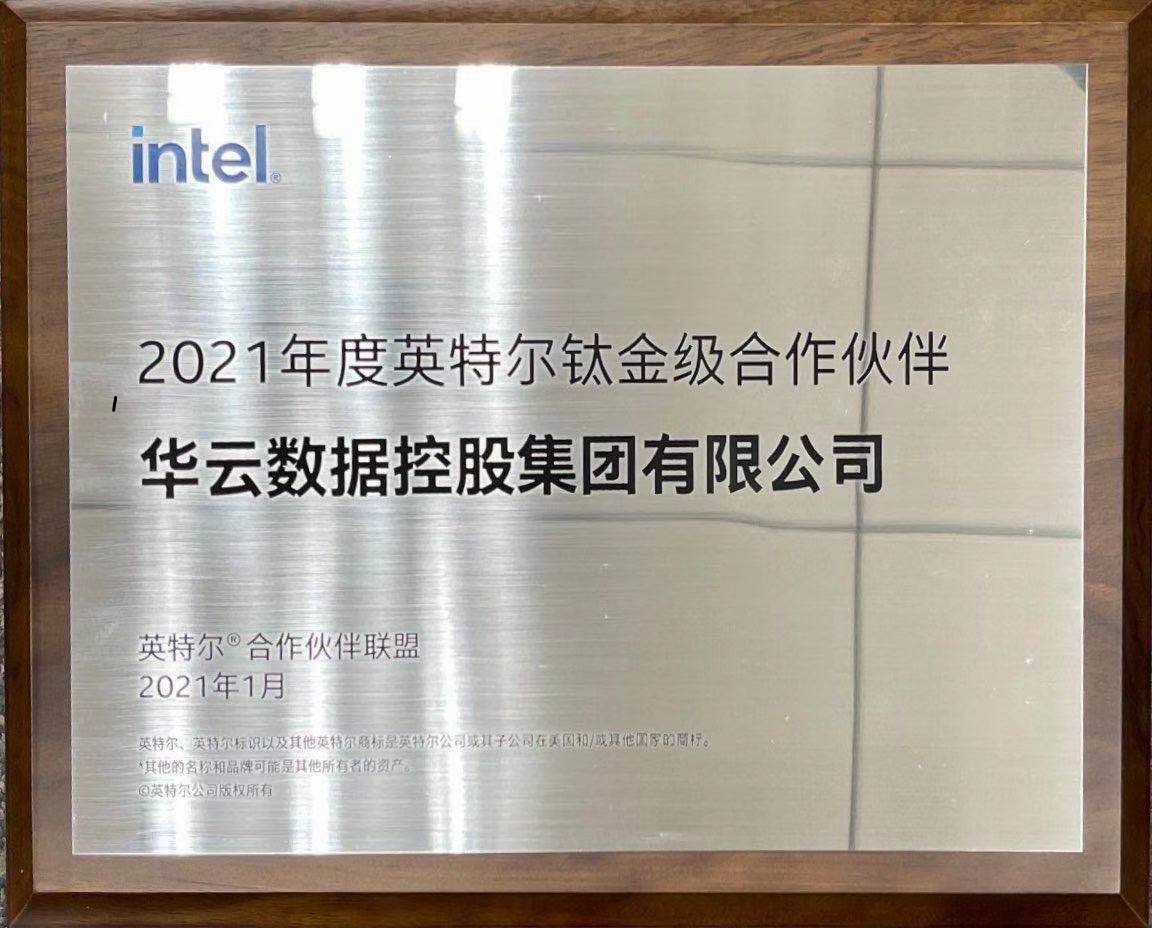 intel®
2021年度英特尔钛金级合作伙伴
华云数据控股集团有限公司
英特尔® 合作伙伴联盟
2021年1月
英特尔、英特尔标识以及其他英特尔商标是英特尔公司或其子公司在美国和/或其他国家的商标。
*其他的名称和品牌可能是其他所有者的资产。
©英特尔公司版权所有